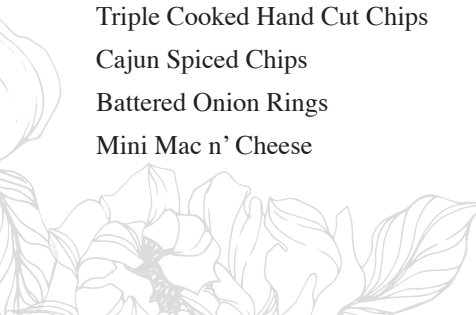 Triple Cooked Hand Cut Chips
Cajun Spiced Chips
Battered Onion Rings
Mini Mac n’ Cheese